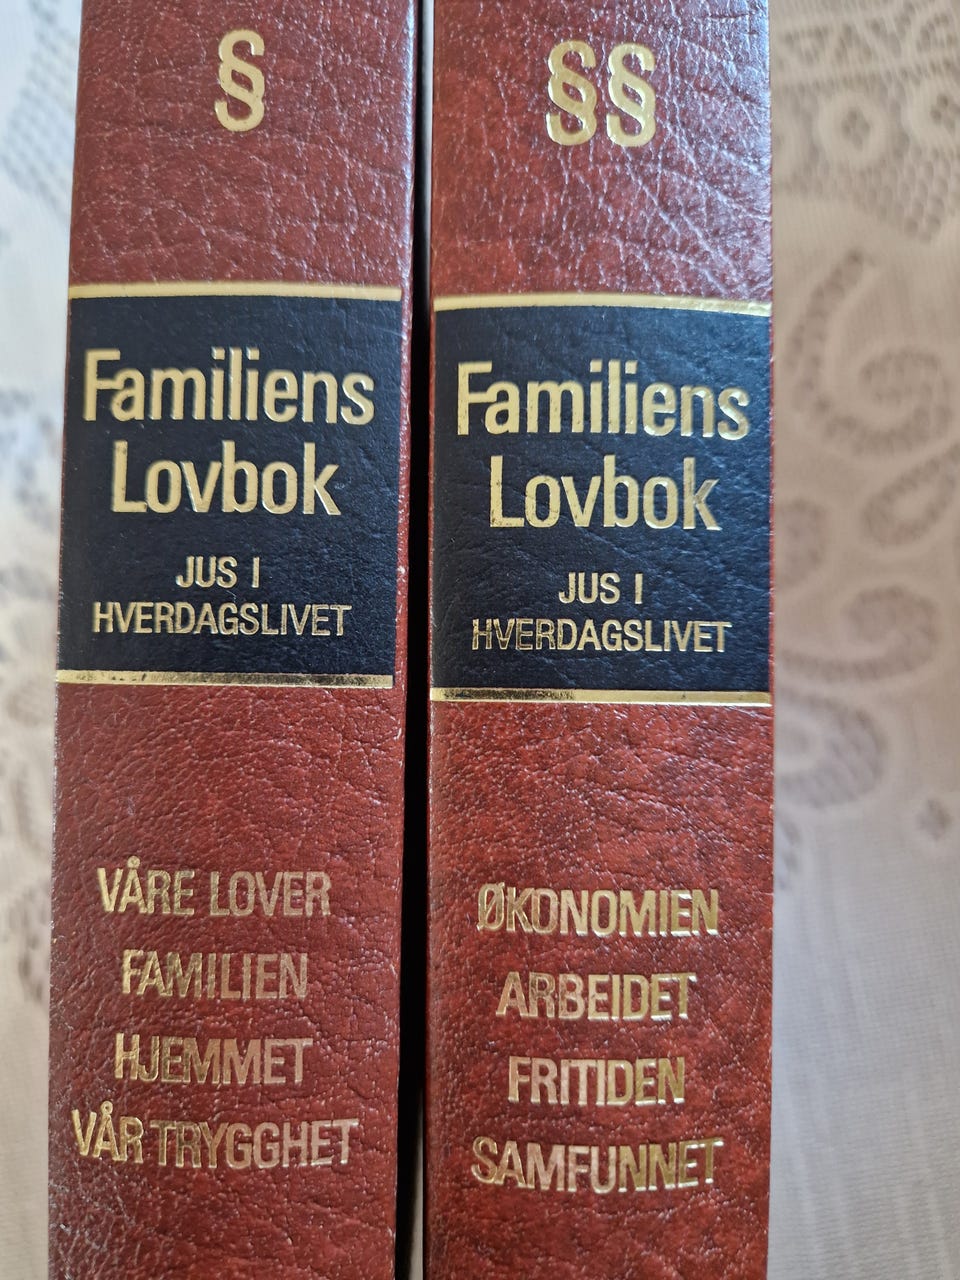 §
Familiens
Lovbok
JUS I
HVERDAGSLIVET
VÅRE LOVER
FAMILIEN
HJEMMET
VÅR TRYGGHET
§§
Familiens
Lovbok
JUS I
HVERDAGSLIVET
ØKONOMIEN
ARBEIDET
FRITIDEN
SAMFUNNET